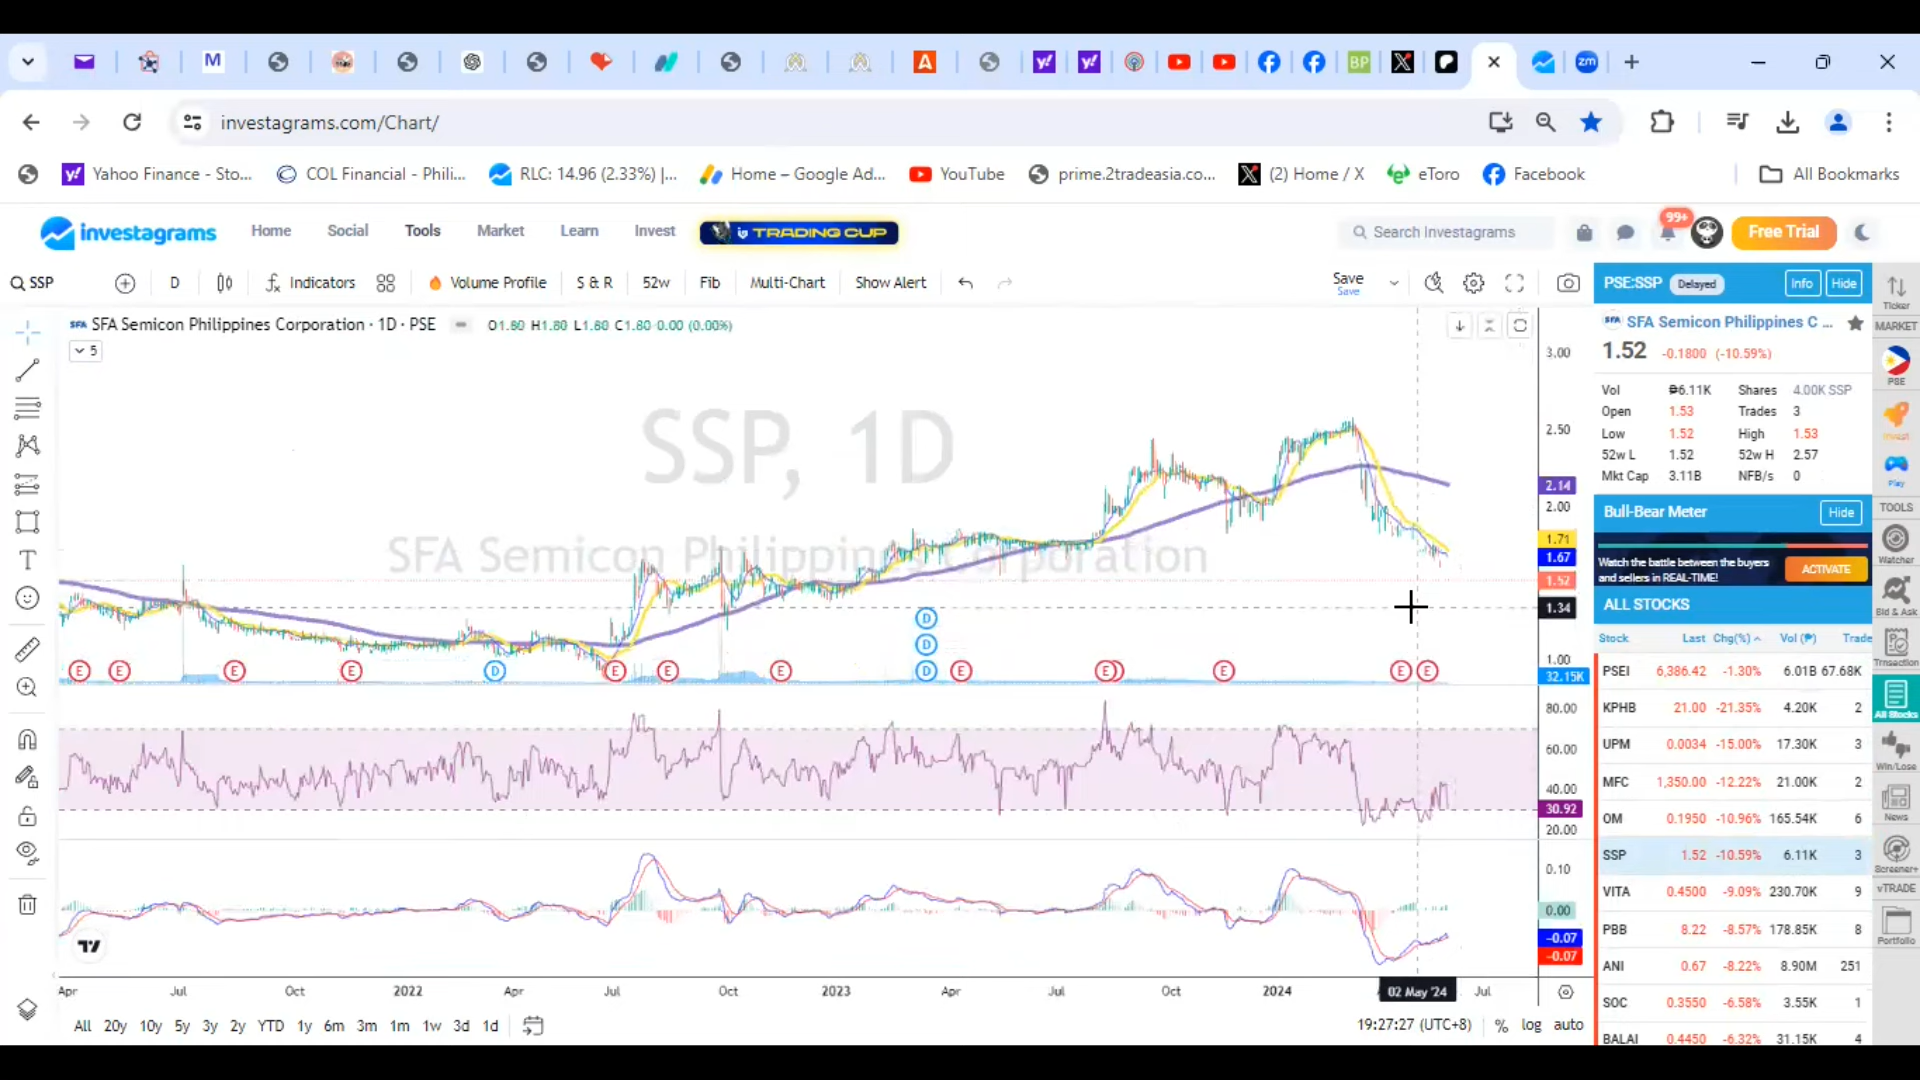 investagrams.com/Chart/
Yahoo Finance - Sto...
COL Financial - Phili...
RLC: 14.96 (2.33%) |...
Home – Google Ad...
YouTube
prime.2tradeasia.co...
(2) Home / X
eToro
Facebook
All Bookmarks
investagrams
Home
Social
Tools
Market
Learn
Invest
TRADING CUP
Search Investagrams
99+
Free Trial
SSP
D
Indicators
Volume Profile
S & R
52w
Fib
Multi-Chart
Show Alert
Save
Save
SFA Semicon Philippines Corporation · 1D · PSE
O1.80 H1.80 L1.80 C1.80 0.00 (0.00%)
5
SSP, 1D
SFA Semicon Philippines Corporation
3.00
2.50
2.14
2.00
1.71
1.67
1.52
1.34
1.00
32.15K
80.00
60.00
40.00
30.92
20.00
0.10
0.00
−0.07
−0.07
Apr
Jul
Oct
2022
Apr
Jul
Oct
2023
Apr
Jul
Oct
2024
02 May '24
Jul
All 20y 10y 5y 3y 2y YTD 1y 6m 3m 1m 1w 3d 1d
19:27:27 (UTC+8)
% log auto
PSE:SSP Delayed Info Hide
SFA Semicon Philippines C ...
1.52 -0.1800 (-10.59%)
Vol ₱6.11K Shares 4.00K SSP
Open 1.53 Trades 3
Low 1.52 High 1.53
52w L 1.52 52w H 2.57
Mkt Cap 3.11B NFB/s 0
Bull-Bear Meter Hide
Watch the battle between the buyers
and sellers in REAL-TIME!
ACTIVATE
ALL STOCKS
Stock Last Chg(%) Vol (₱) Trade
PSEI 6,386.42 -1.30% 6.01B 67.68K
KPHB 21.00 -21.35% 4.20K 2
UPM 0.0034 -15.00% 17.30K 3
MFC 1,350.00 -12.22% 21.00K 2
OM 0.1950 -10.96% 165.54K 6
SSP 1.52 -10.59% 6.11K 3
VITA 0.4500 -9.09% 230.70K 9
PBB 8.22 -8.57% 178.85K 8
ANI 0.67 -8.22% 8.90M 251
SOC 0.3550 -6.58% 3.55K 1
BALAI 0.4450 -6.32% 31.15K 4
Ticker
MARKET
PSE
Invest
Play
TOOLS
Watcher
Bid & Ask
Trnsaction
All Stocks
Win/Lose
News
Screener+
vTRADE
Portfolio